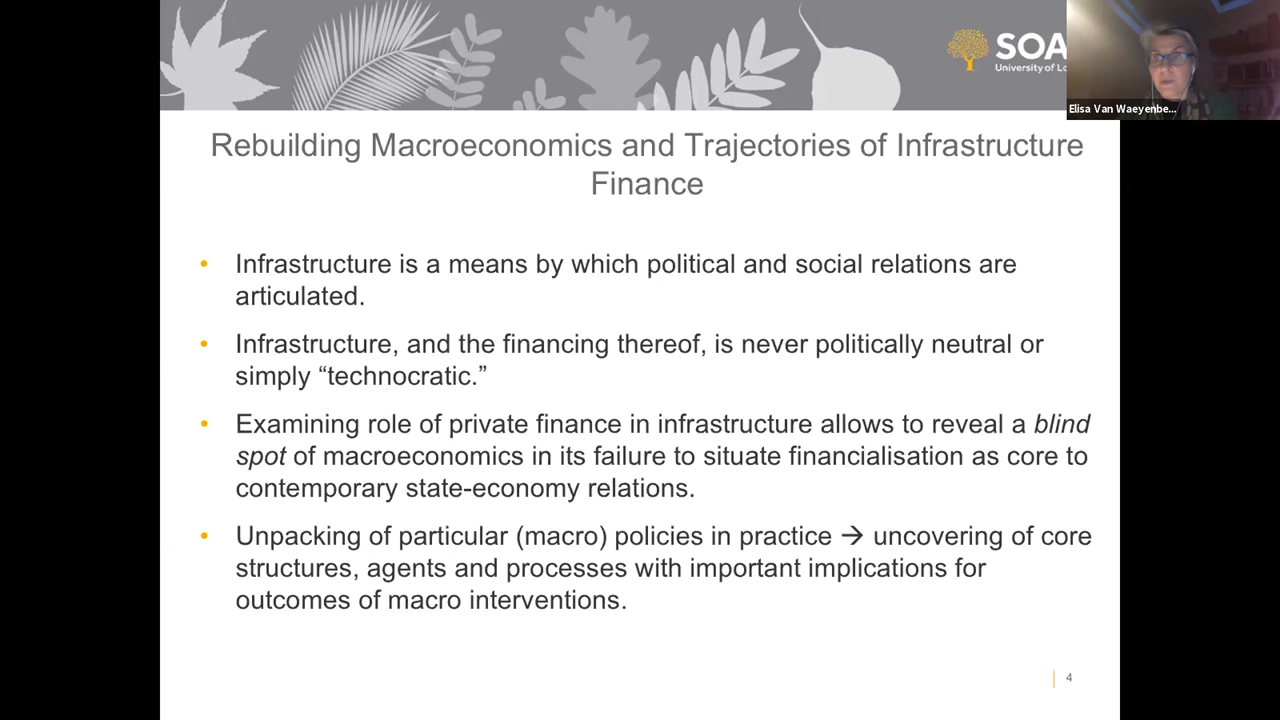 SOA
University of Lo
Elisa Van Waeyenbe...
Rebuilding Macroeconomics and Trajectories of Infrastructure
Finance
• Infrastructure is a means by which political and social relations are
articulated.
• Infrastructure, and the financing thereof, is never politically neutral or
simply “technocratic.”
• Examining role of private finance in infrastructure allows to reveal a blind
spot of macroeconomics in its failure to situate financialisation as core to
contemporary state-economy relations.
• Unpacking of particular (macro) policies in practice → uncovering of core
structures, agents and processes with important implications for
outcomes of macro interventions.
4